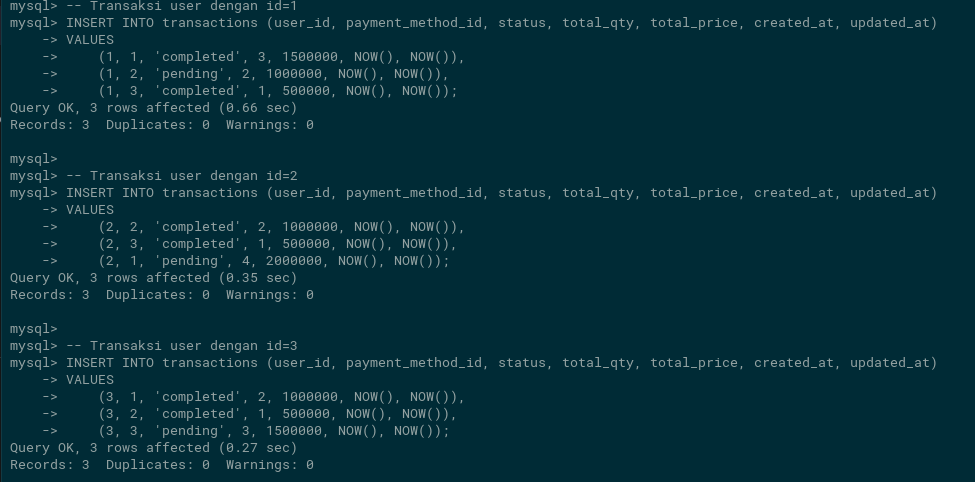 mysql> -- Transaksi user dengan id=1
mysql> INSERT INTO transactions (user_id, payment_method_id, status, total_qty, total_price, created_at, updated_at)
    -> VALUES
    ->     (1, 1, 'completed', 3, 1500000, NOW(), NOW()),
    ->     (1, 2, 'pending', 2, 1000000, NOW(), NOW()),
    ->     (1, 3, 'completed', 1, 500000, NOW(), NOW());
Query OK, 3 rows affected (0.66 sec)
Records: 3  Duplicates: 0  Warnings: 0

mysql>
mysql> -- Transaksi user dengan id=2
mysql> INSERT INTO transactions (user_id, payment_method_id, status, total_qty, total_price, created_at, updated_at)
    -> VALUES
    ->     (2, 2, 'completed', 2, 1000000, NOW(), NOW()),
    ->     (2, 3, 'completed', 1, 500000, NOW(), NOW()),
    ->     (2, 1, 'pending', 4, 2000000, NOW(), NOW());
Query OK, 3 rows affected (0.35 sec)
Records: 3  Duplicates: 0  Warnings: 0

mysql>
mysql> -- Transaksi user dengan id=3
mysql> INSERT INTO transactions (user_id, payment_method_id, status, total_qty, total_price, created_at, updated_at)
    -> VALUES
    ->     (3, 1, 'completed', 2, 1000000, NOW(), NOW()),
    ->     (3, 2, 'completed', 1, 500000, NOW(), NOW()),
    ->     (3, 3, 'pending', 3, 1500000, NOW(), NOW());
Query OK, 3 rows affected (0.27 sec)
Records: 3  Duplicates: 0  Warnings: 0